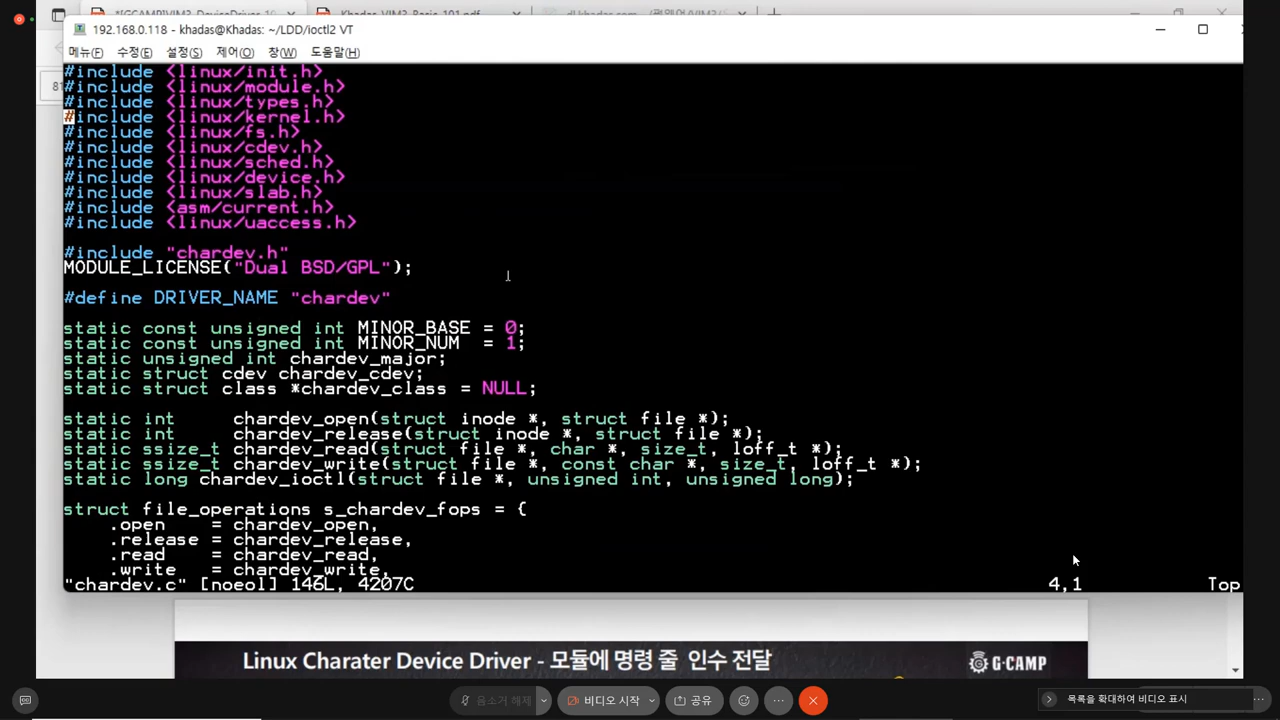 192.168.0.118 - khadas@Khadas: ~/LDD/ioctl2 VT
메뉴(F) 수정(E) 설정(S) 제어(O) 창(W) 도움말(H)
#include <linux/init.h>
#include <linux/module.h>
#include <linux/types.h>
#include <linux/kernel.h>
#include <linux/fs.h>
#include <linux/cdev.h>
#include <linux/sched.h>
#include <linux/device.h>
#include <linux/slab.h>
#include <asm/current.h>
#include <linux/uaccess.h>
#include "chardev.h"
MODULE_LICENSE("Dual BSD/GPL");
#define DRIVER_NAME "chardev"
static const unsigned int MINOR_BASE = 0;
static const unsigned int MINOR_NUM  = 1;
static unsigned int chardev_major;
static struct cdev chardev_cdev;
static struct class *chardev_class = NULL;
static int     chardev_open(struct inode *, struct file *);
static int     chardev_release(struct inode *, struct file *);
static ssize_t chardev_read(struct file *, char *, size_t, loff_t *);
static ssize_t chardev_write(struct file *, const char *, size_t, loff_t *);
static long chardev_ioctl(struct file *, unsigned int, unsigned long);
struct file_operations s_chardev_fops = {
    .open    = chardev_open,
    .release = chardev_release,
    .read    = chardev_read,
    .write   = chardev_write,
"chardev.c" [noeol] 146L, 4207C 4,1 Top
Linux Charater Device Driver - 모듈에 명령 줄 인수 전달
G·CAMP
음소거 해제 비디오 시작 공유 목록을 확대하여 비디오 표시